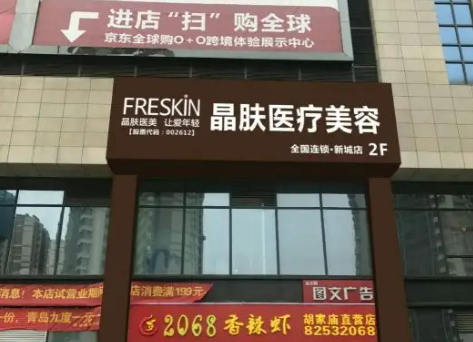 进店“扫”购全球
京东全球购O+O跨境体验展示中心
FRESKIN
晶肤医美 让爱年轻
【股票代码:002612】
晶肤医疗美容
全国连锁·新城店 2F
消息!本店试营业期
店消费满199元
一份,青岛九度一元
图文广告
2068香辣虾
胡家庙直营店
82532068